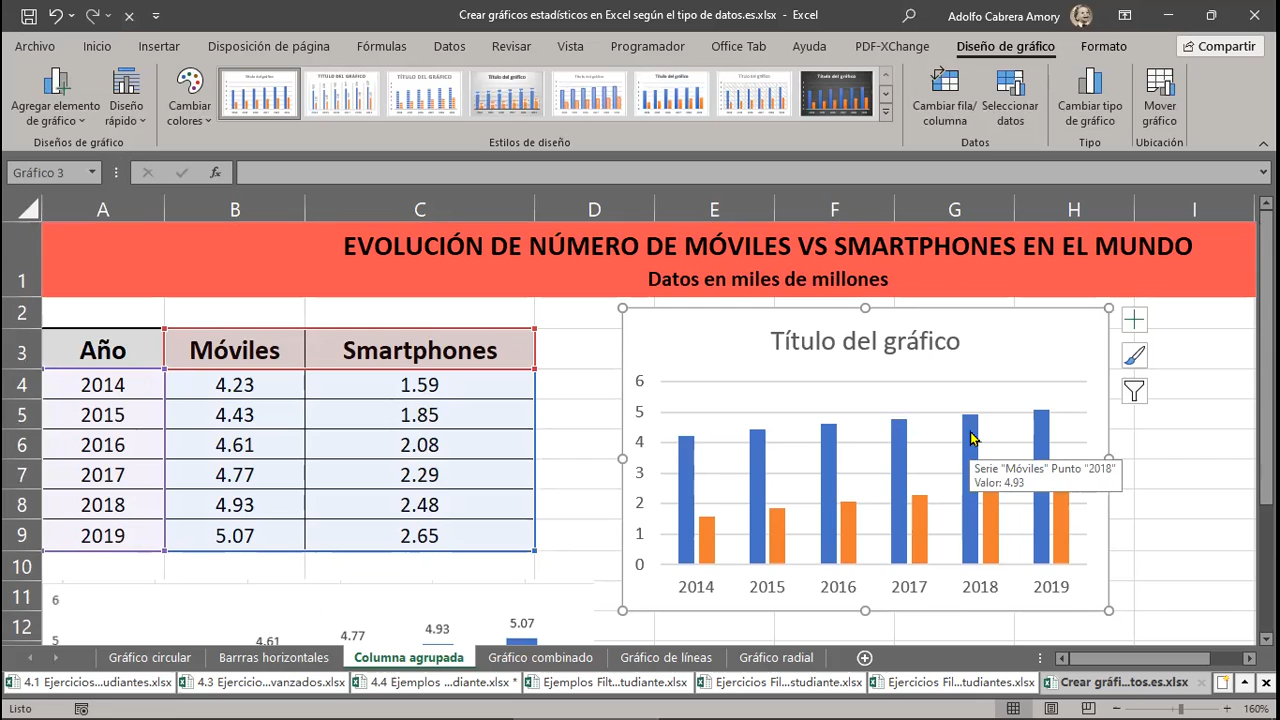 Crear gráficos estadísticos en Excel según el tipo de datos.es.xlsx - Excel
Adolfo Cabrera Amory
Archivo Inicio Insertar Disposición de página Fórmulas Datos Revisar Vista Programador Office Tab Ayuda PDF-XChange Diseño de gráfico Formato Compartir
Agregar elemento de gráfico
Diseño rápido
Cambiar colores
Cambiar fila/ columna
Seleccionar datos
Cambiar tipo de gráfico
Mover gráfico
Diseños de gráfico Estilos de diseño Datos Tipo Ubicación
Gráfico 3 fx
A B C D E F G H I
1 EVOLUCIÓN DE NÚMERO DE MÓVILES VS SMARTPHONES EN EL MUNDO
Datos en miles de millones
2
3 Año Móviles Smartphones
4 2014 4.23 1.59
5 2015 4.43 1.85
6 2016 4.61 2.08
7 2017 4.77 2.29
8 2018 4.93 2.48
9 2019 5.07 2.65
10
11
12
Título del gráfico
6
5
4
3
2
1
0
2014 2015 2016 2017 2018 2019
Serie "Móviles" Punto "2018"
Valor: 4.93
6
5
4.61 4.77 4.93 5.07
Gráfico circular Barrras horizontales Columna agrupada Gráfico combinado Gráfico de líneas Gráfico radial
4.1 Ejercicios...udiantes.xlsx 4.3 Ejercicio...vanzados.xlsx 4.4 Ejemplos ...diante.xlsx * Ejemplos Filt...tudiante.xlsx Ejercicios Fil...studiante.xlsx Ejercicios Fil...udiantes.xlsx Crear gráfi...tos.es.xlsx
Listo 160%